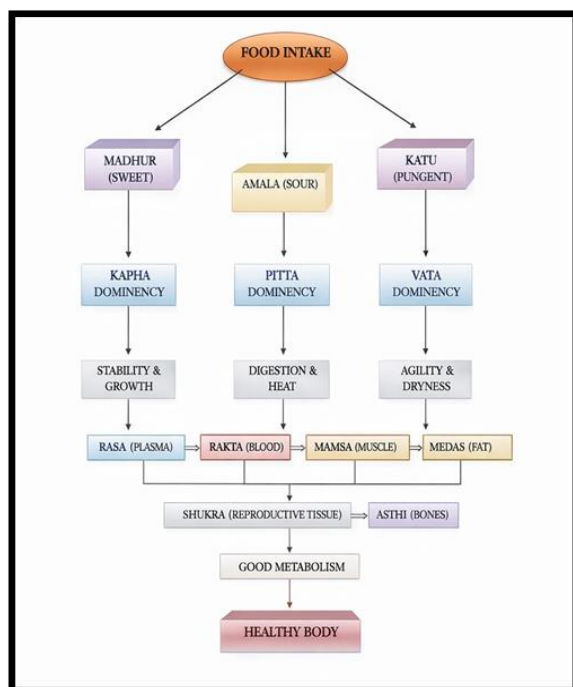 FOOD INTAKE
MADHUR
(SWEET)
AMALA (SOUR)
KATU
(PUNGENT)
KAPHA
DOMINENCY
PITTA
DOMINENCY
VATA
DOMINENCY
STABILITY &
GROWTH
DIGESTION &
HEAT
AGILITY &
DRYNESS
RASA (PLASMA)
RAKTA (BLOOD)
MAMSA (MUSCLE)
MEDAS (FAT)
SHUKRA (REPRODUCTIVE TISSUE)
ASTHI (BONES)
GOOD METABOLISM
HEALTHY BODY